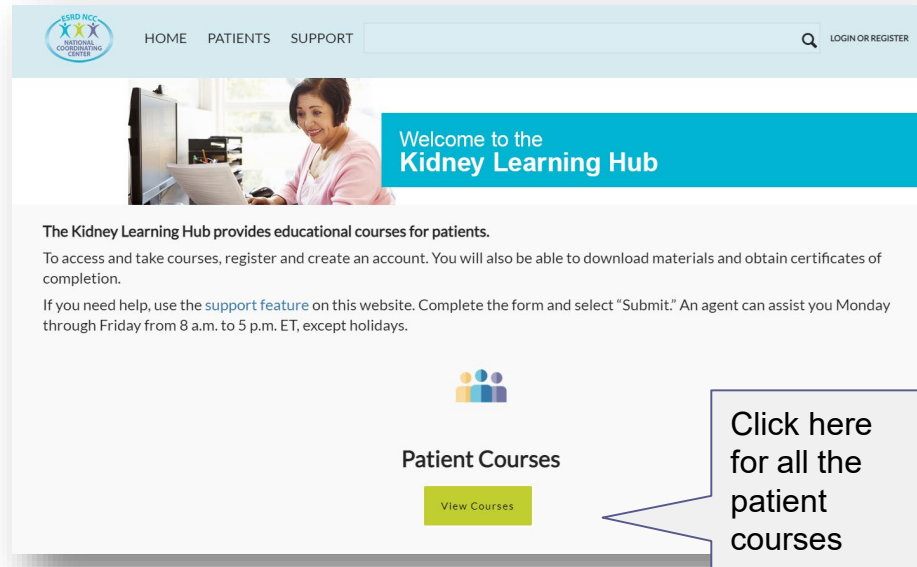 ESRD NCC
NATIONAL
COORDINATING
CENTER
HOME PATIENTS SUPPORT
LOGIN OR REGISTER
Welcome to the
Kidney Learning Hub
The Kidney Learning Hub provides educational courses for patients.
To access and take courses, register and create an account. You will also be able to download materials and obtain certificates of
completion.
If you need help, use the support feature on this website. Complete the form and select “Submit.” An agent can assist you Monday
through Friday from 8 a.m. to 5 p.m. ET, except holidays.
Patient Courses
View Courses
Click here
for all the
patient
courses